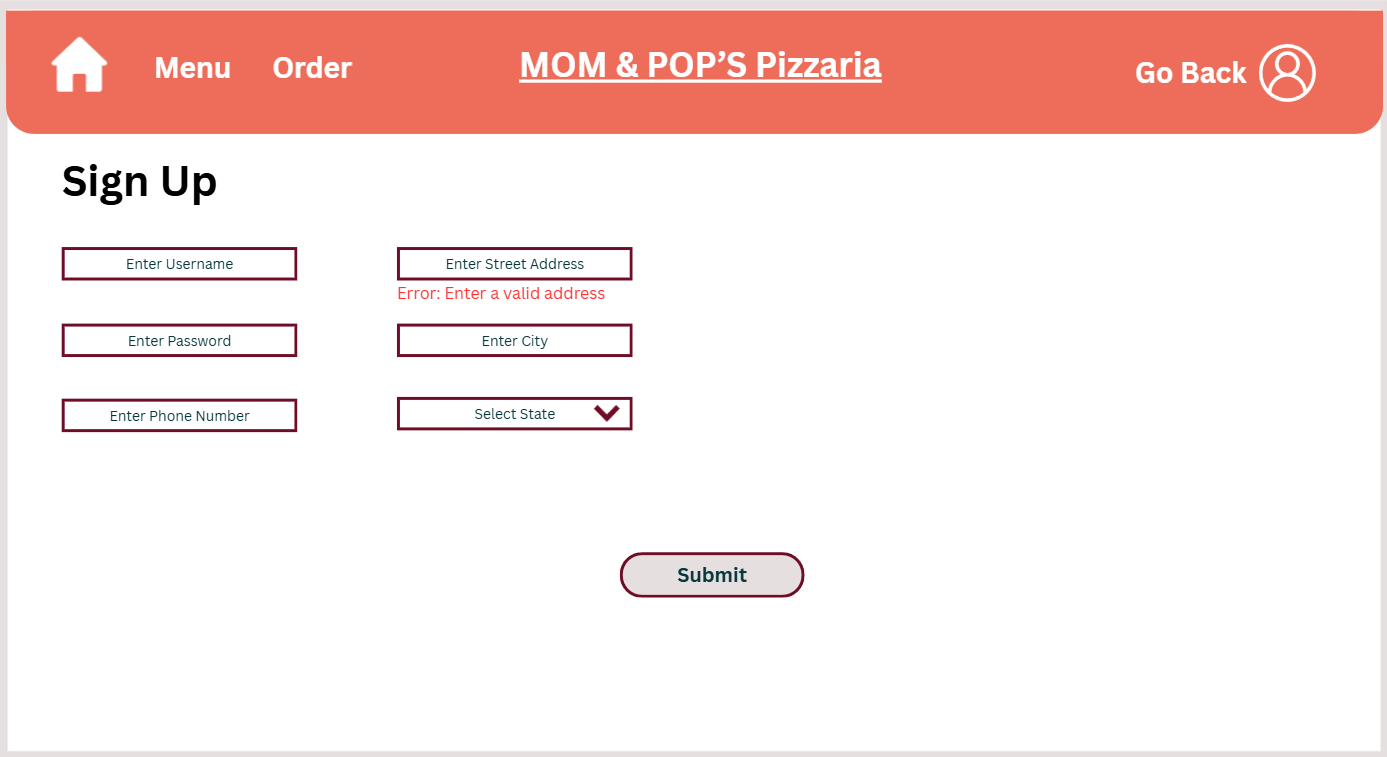 Menu
Order
MOM & POP’S Pizzaria
Go Back
Sign Up
Enter Username
Enter Street Address
Error: Enter a valid address
Enter Password
Enter City
Enter Phone Number
Select State
Submit